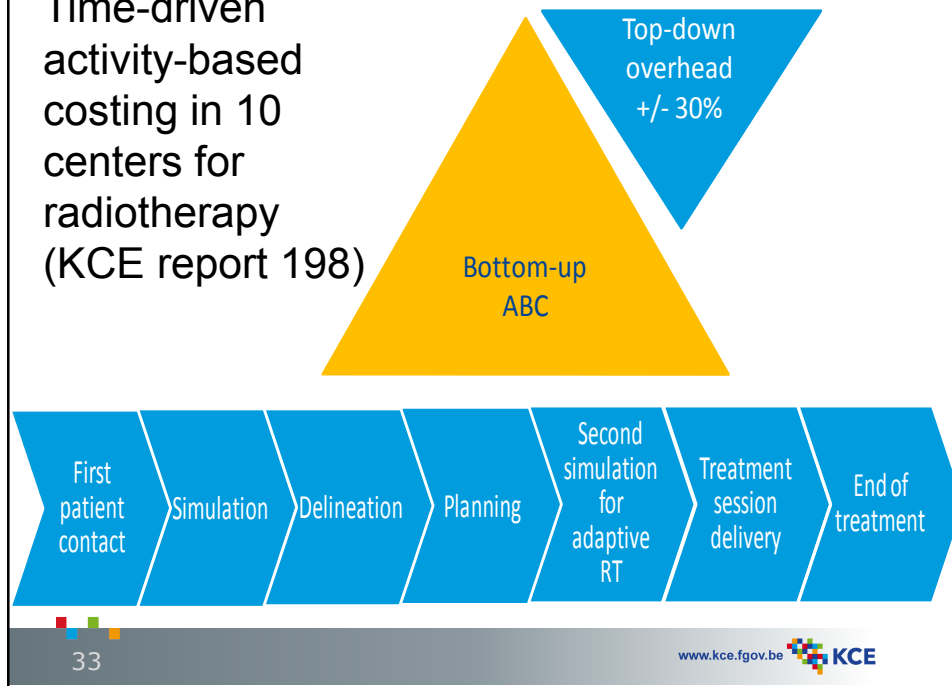 Time-driven
activity-based
costing in 10
centers for
radiotherapy
(KCE report 198)
Top-down
overhead
+/- 30%
Bottom-up
ABC
First
patient
contact
Simulation
Delineation
Planning
Second
simulation
for
adaptive
RT
Treatment
session
delivery
End of
treatment
33
www.kce.fgov.be
KCE